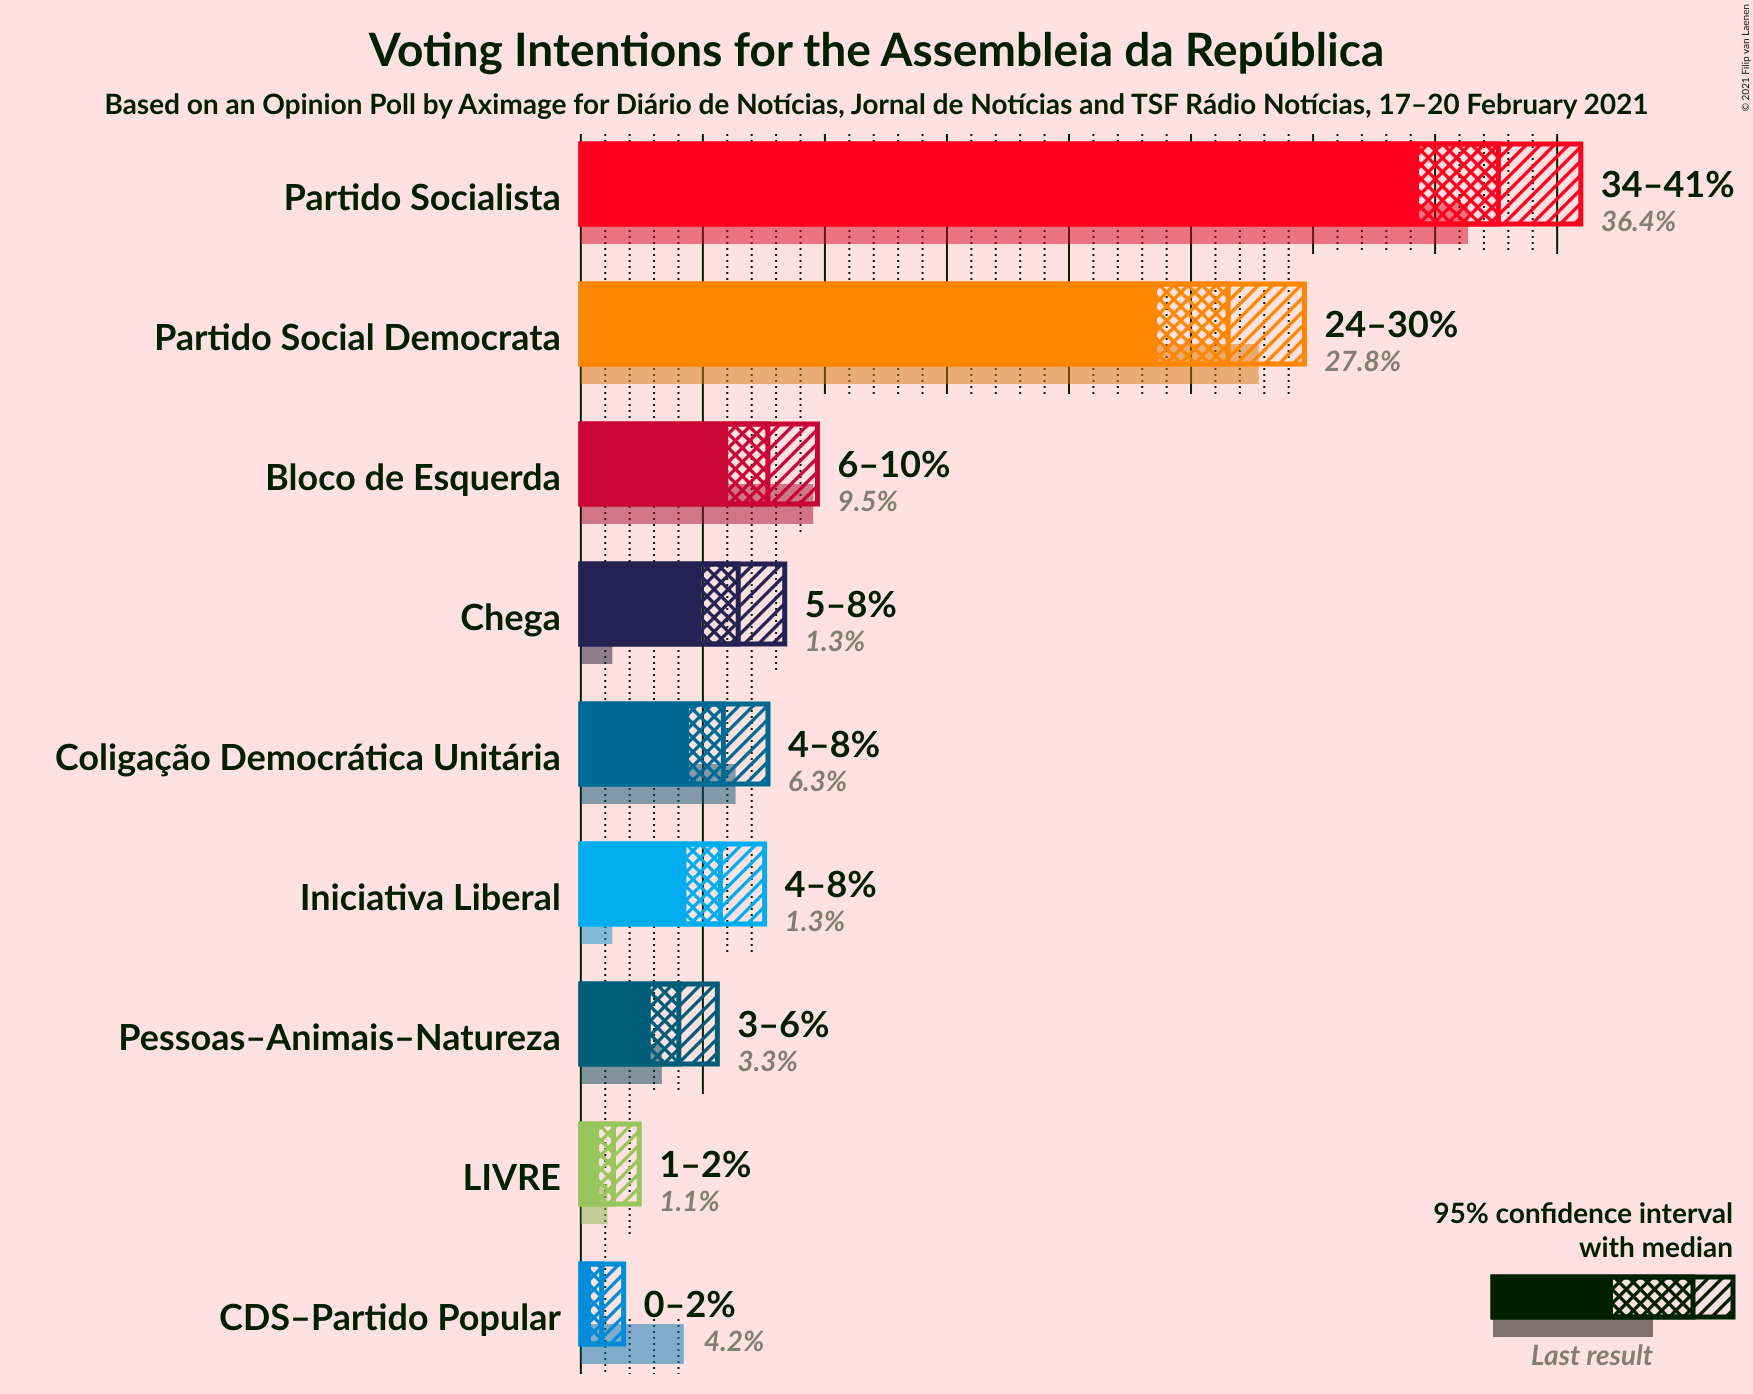 Voting Intentions for the Assembleia da República
Based on an Opinion Poll by Aximage for Diário de Notícias, Jornal de Notícias and TSF Rádio Notícias, 17–20 February 2021
© 2021 Filip van Laenen
Partido Socialista
34–41%
36.4%
Partido Social Democrata
24–30%
27.8%
Bloco de Esquerda
6–10%
9.5%
Chega
5–8%
1.3%
Coligação Democrática Unitária
4–8%
6.3%
Iniciativa Liberal
4–8%
1.3%
Pessoas–Animais–Natureza
3–6%
3.3%
LIVRE
1–2%
1.1%
CDS–Partido Popular
0–2%
4.2%
95% confidence interval
with median
Last result